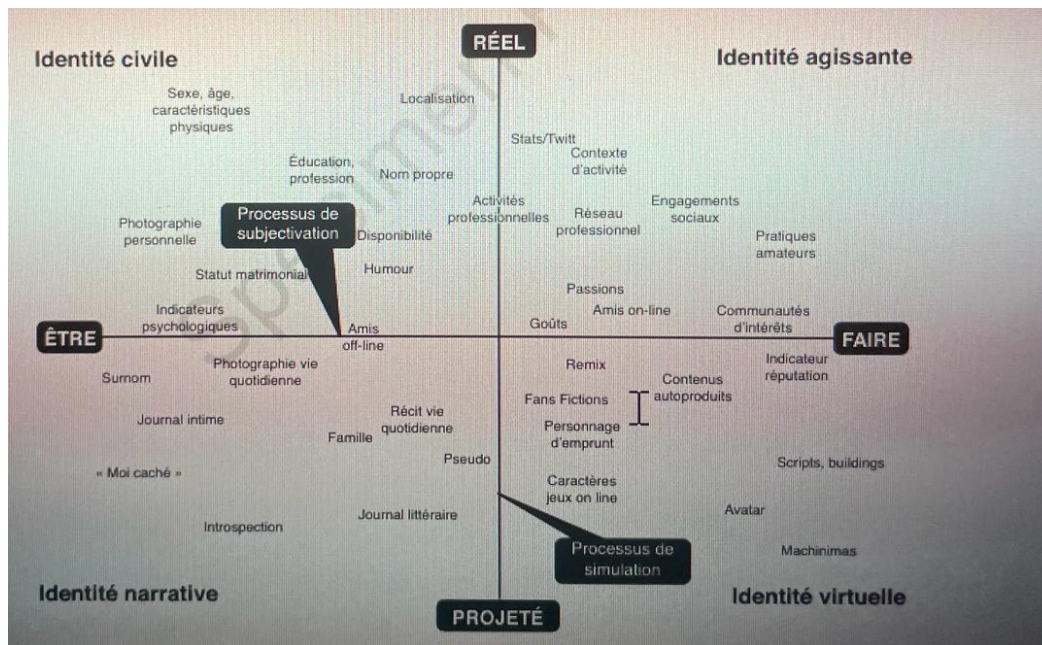 RÉEL
Identité civile
Identité agissante
Sexe, âge,
caractéristiques
physiques
Localisation
Stats/Twitt
Contexte
d'activité
Éducation,
profession
Nom propre
Activités
professionnelles
Réseau
professionnel
Engagements
sociaux
Photographie
personnelle
Processus de
subjectivation
Disponibilité
Pratiques
amateurs
Statut matrimonial
Humour
Passions
Amis on-line
Indicateurs
psychologiques
Goûts
Communautés
d'intérêts
ÊTRE
Amis
off-line
FAIRE
Photographie vie
quotidienne
Surnom
Remix
Indicateur
réputation
Contenus
autoproduits
Journal intime
Récit vie
quotidienne
Famille
Fans Fictions
Personnage
d'emprunt
« Moi caché »
Pseudo
Scripts, buildings
Caractères
jeux on line
Introspection
Journal littéraire
Avatar
Processus de
simulation
Machinimas
Identité narrative
Identité virtuelle
PROJETÉ
Specimen